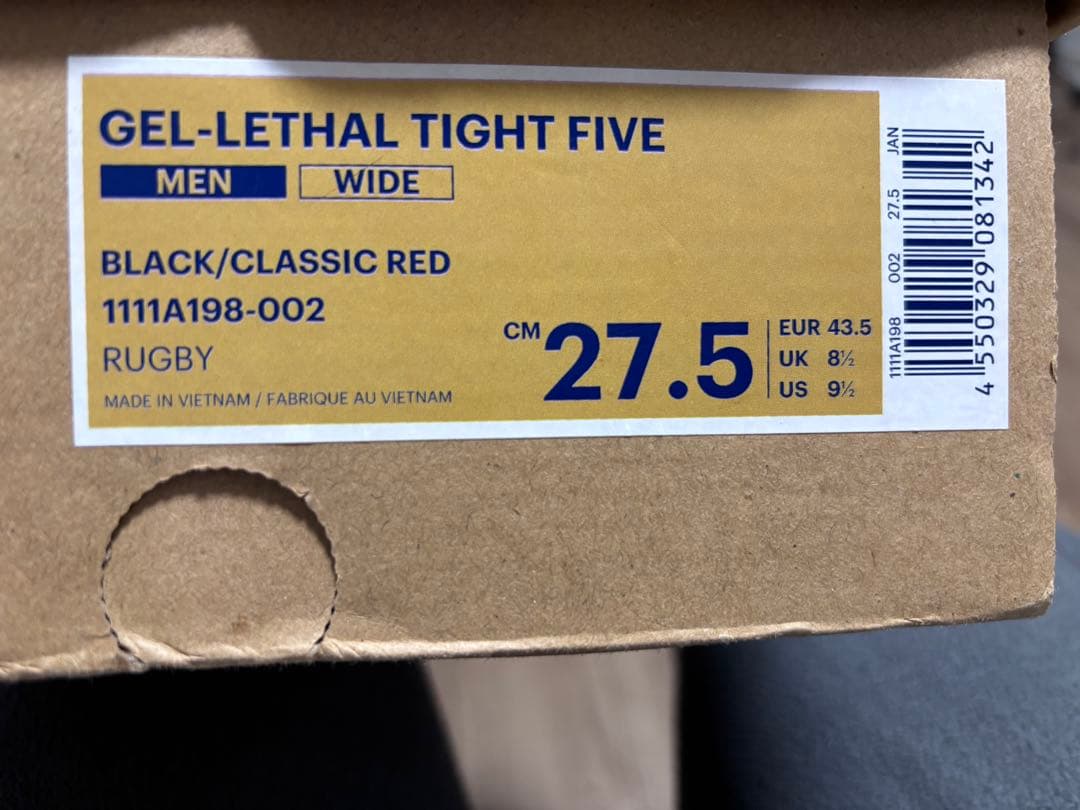 GEL-LETHAL TIGHT FIVE
MEN WIDE
BLACK/CLASSIC RED
1111A198-002
RUGBY
MADE IN VIETNAM / FABRIQUE AU VIETNAM
CM 27.5
EUR 43.5
UK 8½
US 9½
1111A198 002 27.5 JAN
4 550329 081342